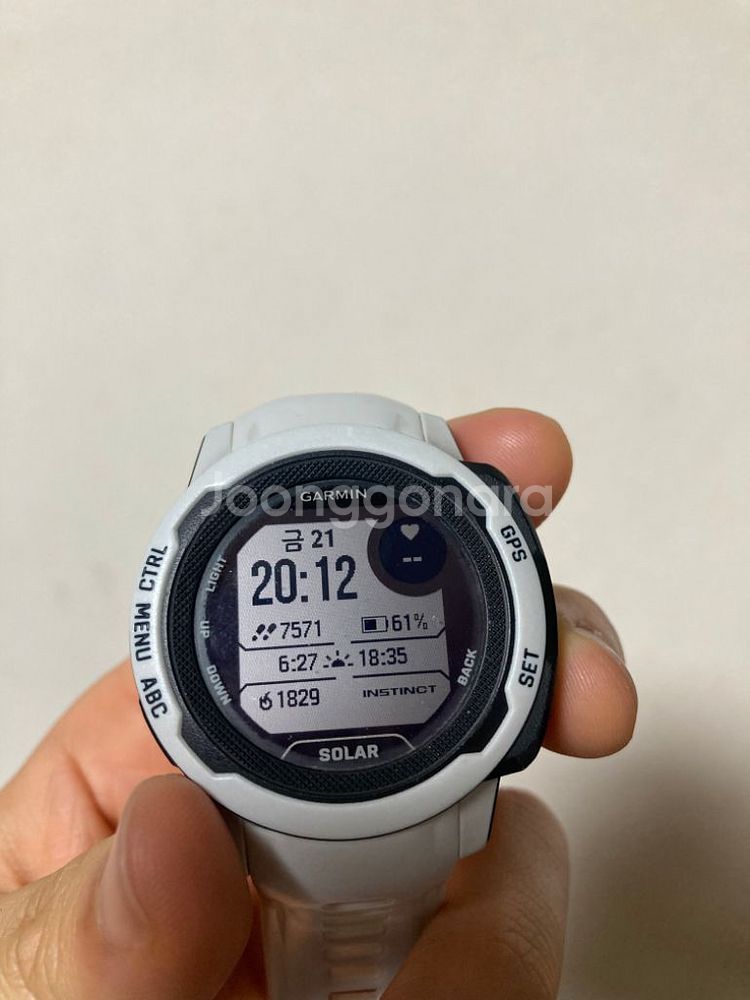 Joonggonara
GARMIN
금 21
20:12
--
7571
61%
6:27
18:35
1829
INSTINCT
SOLAR
LIGHT
UP
DOWN
BACK
CTRL
MENU
ABC
GPS
SET